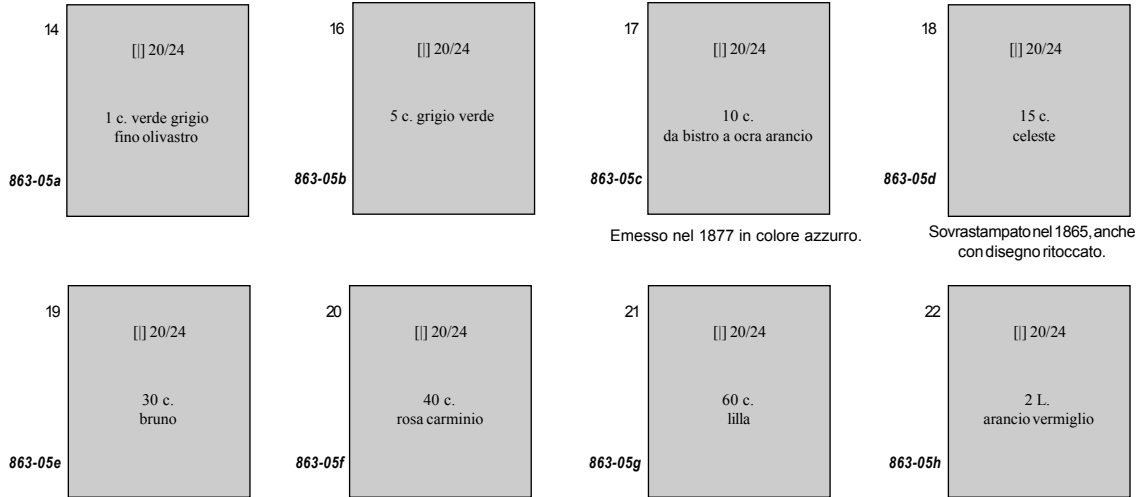 14
[|] 20/24
1 c. verde grigio
fino olivastro
863-05a
16
[|] 20/24
5 c. grigio verde
863-05b
17
[|] 20/24
10 c.
da bistro a ocra arancio
863-05c
Emesso nel 1877 in colore azzurro.
18
[|] 20/24
15 c.
celeste
863-05d
Sovrastampato nel 1865, anche
con disegno ritoccato.
19
[|] 20/24
30 c.
bruno
863-05e
20
[|] 20/24
40 c.
rosa carminio
863-05f
21
[|] 20/24
60 c.
lilla
863-05g
22
[|] 20/24
2 L.
arancio vermiglio
863-05h